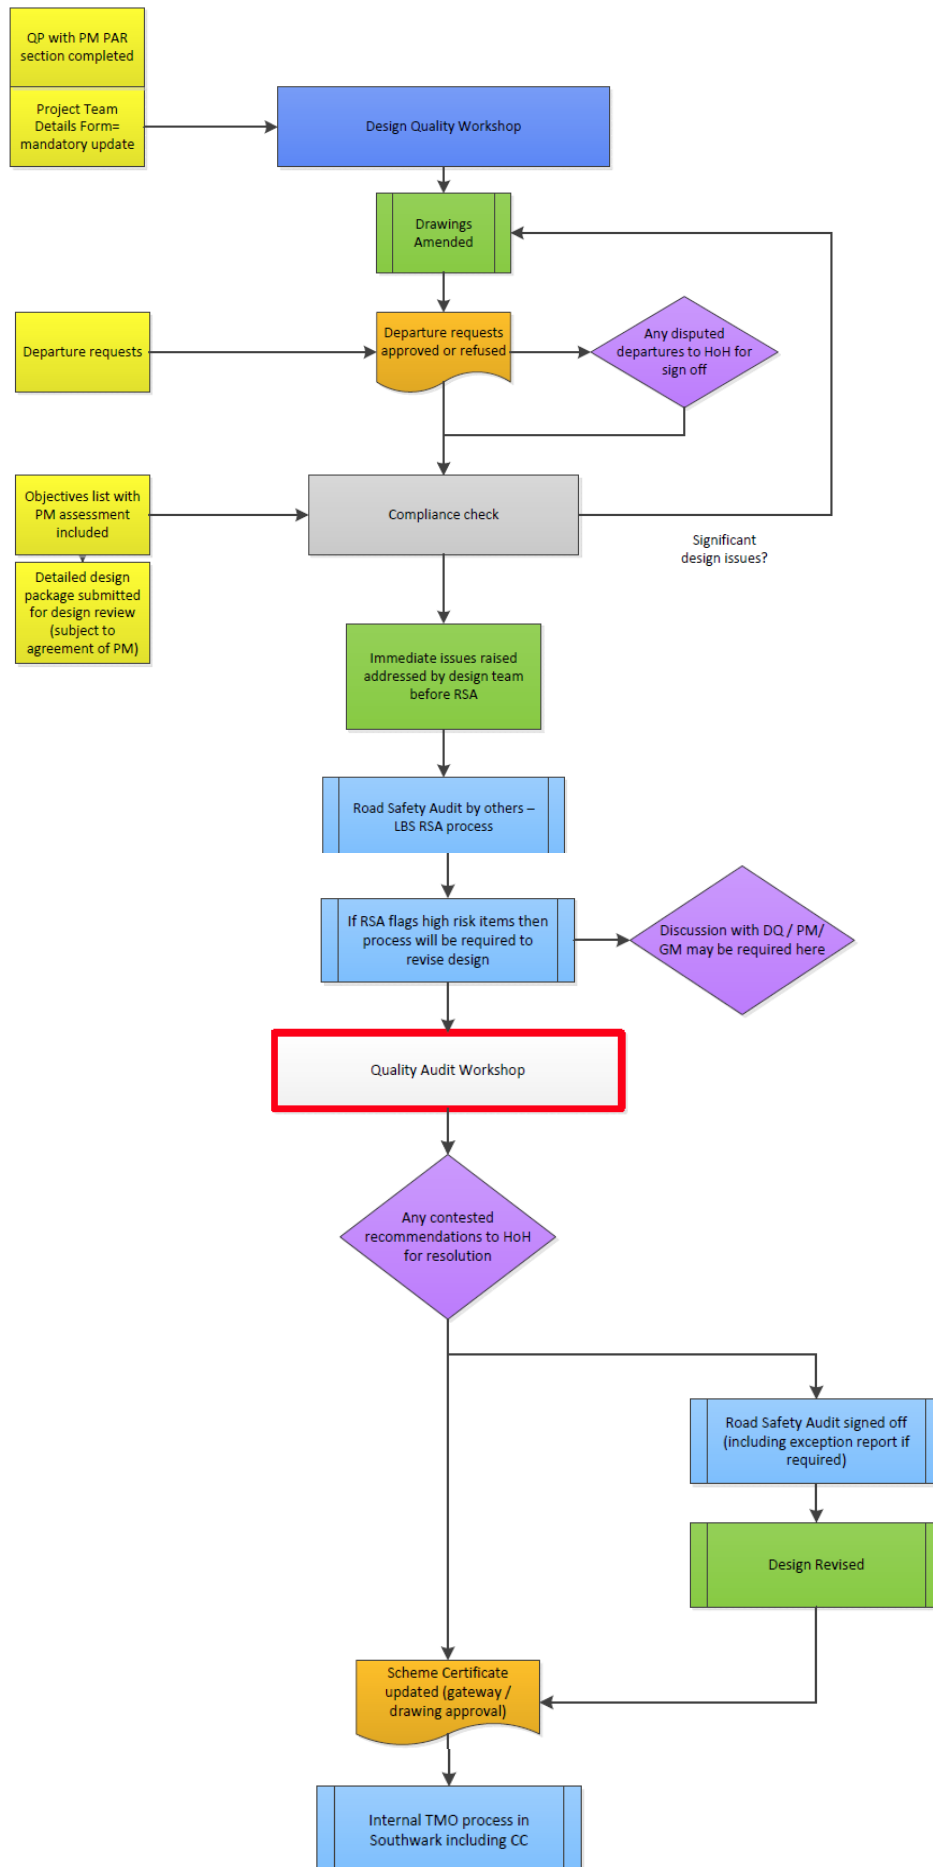 QP with PM PAR
section completed
Project Team
Details Form=
mandatory update
Design Quality Workshop
Drawings
Amended
Departure requests
Departure requests
approved or refused
Any disputed
departures to HoH for
sign off
Objectives list with
PM assessment
included
Compliance check
Significant
design issues?
Detailed design
package submitted
for design review
(subject to
agreement of PM)
Immediate issues raised
addressed by design team
before RSA
Road Safety Audit by others –
LBS RSA process
If RSA flags high risk items then
process will be required to
revise design
Discussion with DQ / PM/
GM may be required here
Quality Audit Workshop
Any contested
recommendations to HoH
for resolution
Road Safety Audit signed off
(including exception report if
required)
Design Revised
Scheme Certificate
updated (gateway /
drawing approval)
Internal TMO process in
Southwark including CC